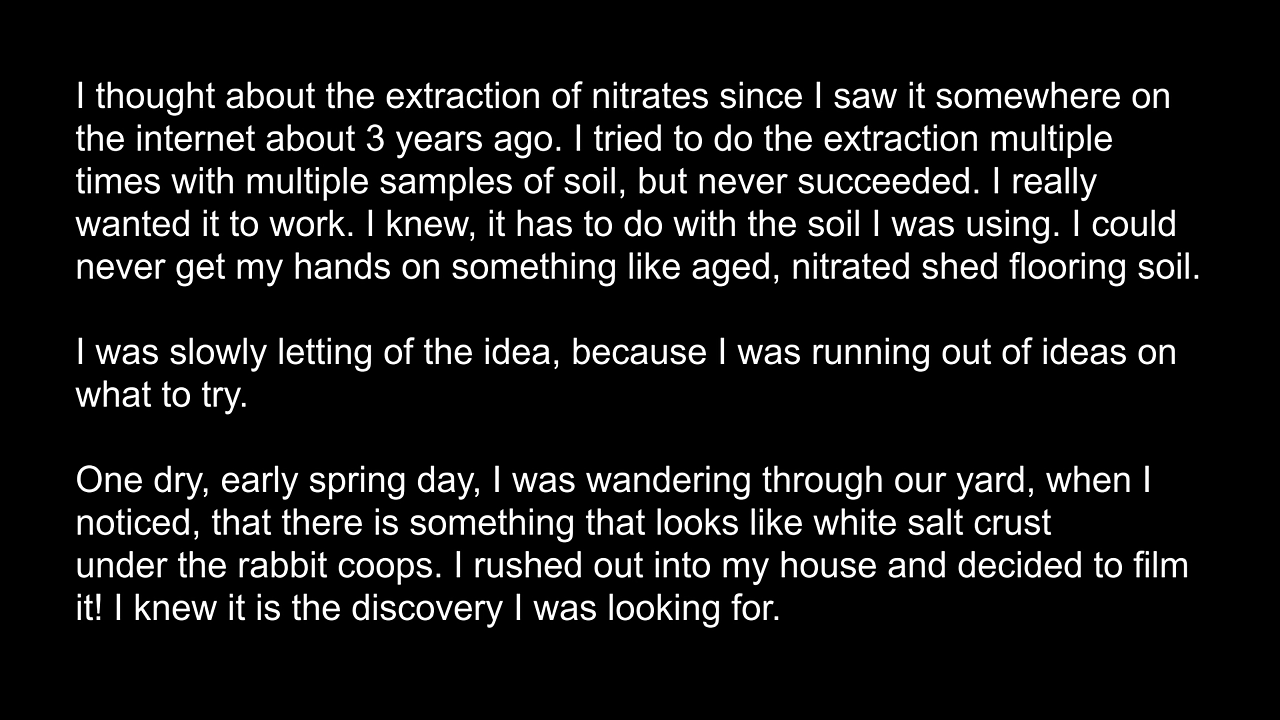 I thought about the extraction of nitrates since I saw it somewhere on
the internet about 3 years ago. I tried to do the extraction multiple
times with multiple samples of soil, but never succeeded. I really
wanted it to work. I knew, it has to do with the soil I was using. I could
never get my hands on something like aged, nitrated shed flooring soil.
I was slowly letting of the idea, because I was running out of ideas on
what to try.
One dry, early spring day, I was wandering through our yard, when I
noticed, that there is something that looks like white salt crust
under the rabbit coops. I rushed out into my house and decided to film
it! I knew it is the discovery I was looking for.